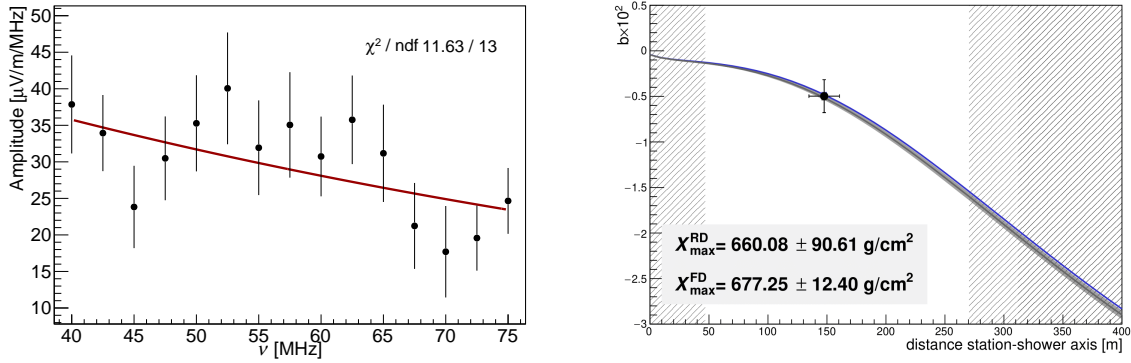 Amplitude [μV/m/MHz]
50
45
40
35
30
25
20
15
10
χ² / ndf 11.63 / 13
40 45 50 55 60 65 70 75
ν [MHz]
b×10²
0.5
0
−0.5
−1
−1.5
−2
−2.5
−3
X^RD_max= 660.08 ± 90.61 g/cm²
X^FD_max= 677.25 ± 12.40 g/cm²
0 50 100 150 200 250 300 350 400
distance station-shower axis [m]